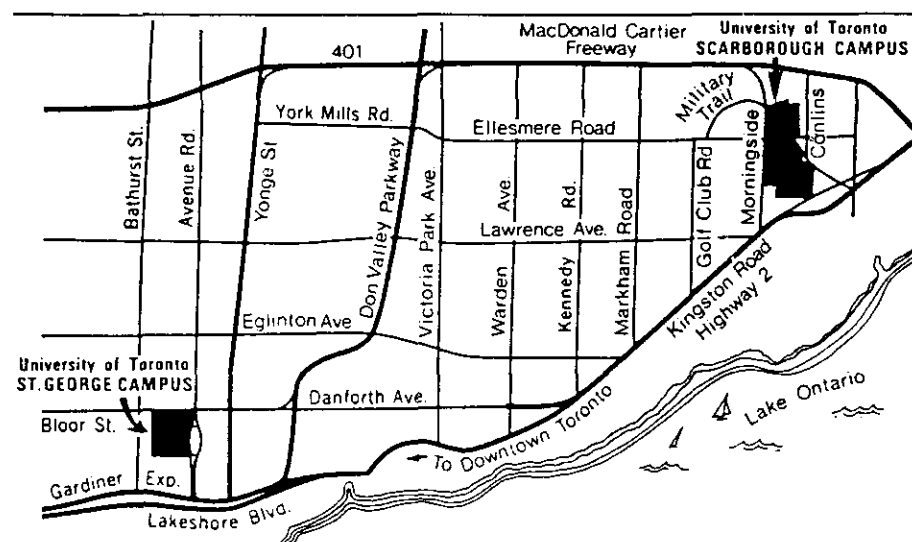 University of Toronto
SCARBOROUGH CAMPUS
MacDonald Cartier
Freeway
401
Military
Trail
York Mills Rd.
Ellesmere Road
Bathurst St.
Avenue Rd.
Yonge St
Don Valley Parkway
Victoria Park Ave.
Warden Ave.
Kennedy Rd.
Markham Road
Golf Club Rd
Morningside
Conlins
Lawrence Ave.
Kingston Road
Highway 2
Eglinton Ave
University of Toronto
ST. GEORGE CAMPUS
Danforth Ave.
Bloor St.
To Downtown Toronto
Lake Ontario
Gardiner Exp.
Lakeshore Blvd.